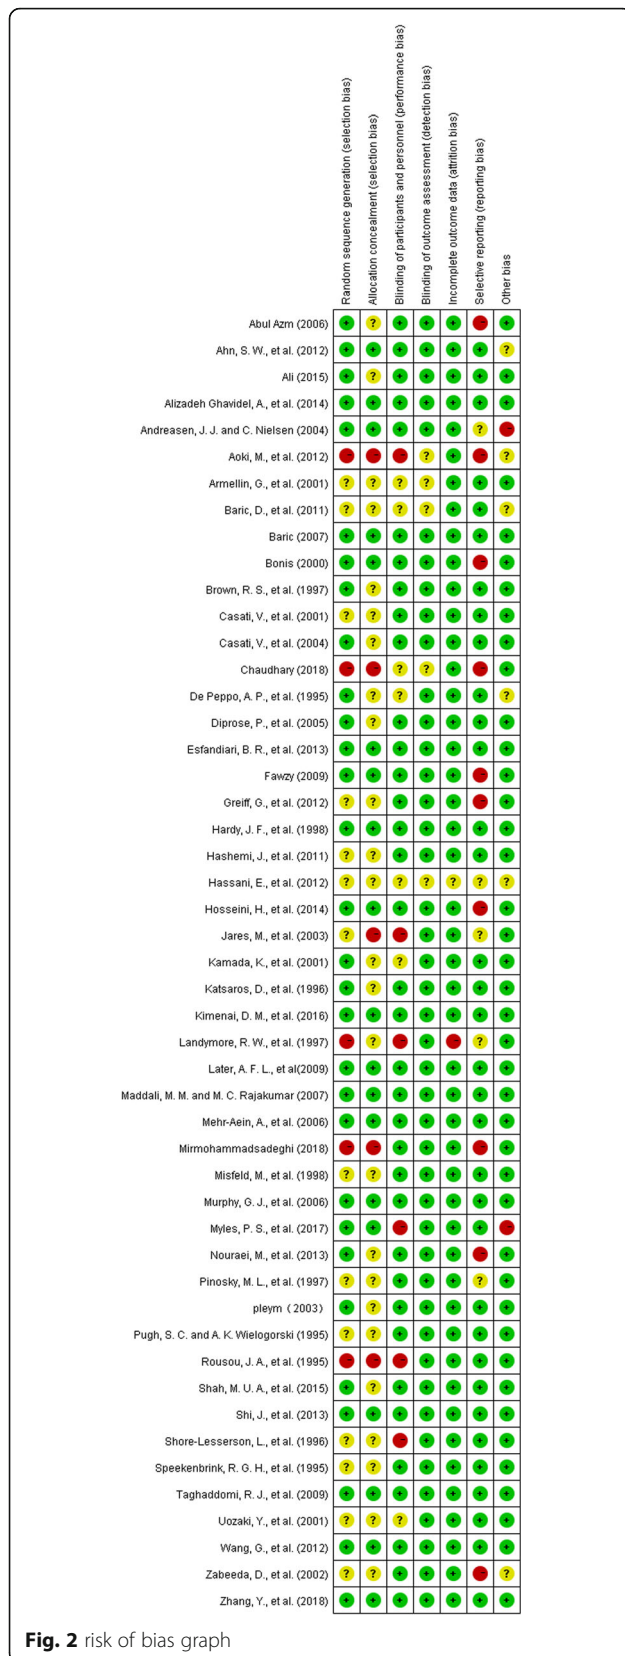 Random sequence generation (selection bias)
Allocation concealment (selection bias)
Blinding of participants and personnel (performance bias)
Blinding of outcome assessment (detection bias)
Incomplete outcome data (attrition bias)
Selective reporting (reporting bias)
Other bias
Abul Azm (2006) + ? + + + - +
Ahn, S. W., et al. (2012) + + + + + + ?
Ali (2015) + ? + + + + +
Alizadeh Ghavidel, A., et al. (2014) + + + + + + +
Andreasen, J. J. and C. Nielsen (2004) + + + + + ? -
Aoki, M., et al. (2012) - - - ? + - ?
Armellin, G., et al. (2001) ? ? ? ? + + +
Baric, D., et al. (2011) ? ? ? ? + + ?
Baric (2007) + + + + + + +
Bonis (2000) + + + + + - +
Brown, R. S., et al. (1997) + ? + + + + +
Casati, V., et al. (2001) ? ? + + + + +
Casati, V., et al. (2004) + ? + + + + +
Chaudhary (2018) - - ? ? + - +
De Peppo, A. P., et al. (1995) + ? ? + + + ?
Diprose, P., et al. (2005) + ? + + + + +
Esfandiari, B. R., et al. (2013) + + + + + + +
Fawzy (2009) + + + + + - +
Greiff, G., et al. (2012) ? ? + + + - +
Hardy, J. F., et al. (1998) + + + + + + +
Hashemi, J., et al. (2011) ? ? + + + + +
Hassani, E., et al. (2012) ? ? ? ? ? ? ?
Hosseini, H., et al. (2014) + + + + + - +
Jares, M., et al. (2003) ? - - + + ? +
Kamada, K., et al. (2001) + ? ? + + + +
Katsaros, D., et al. (1996) + ? + + + + +
Kimenai, D. M., et al. (2016) + + + + + + +
Landymore, R. W., et al. (1997) - ? - + - ? +
Later, A. F. L., et al(2009) + + + + + + +
Maddali, M. M. and M. C. Rajakumar (2007) + + + + + + +
Mehr-Aein, A., et al. (2006) + + + + + + +
Mirmohammadsadeghi (2018) - - + + + - +
Misfeld, M., et al. (1998) ? ? + + + + +
Murphy, G. J., et al. (2006) + + + + + + +
Myles, P. S., et al. (2017) + + - + + + -
Nouraei, M., et al. (2013) + ? + + + - +
Pinosky, M. L., et al. (1997) ? ? + + + ? +
pleym（2003） + ? + + + + +
Pugh, S. C. and A. K. Wielogorski (1995) ? ? + + + + +
Rousou, J. A., et al. (1995) - - - + + + +
Shah, M. U. A., et al. (2015) + ? + + + + +
Shi, J., et al. (2013) + + + + + + +
Shore-Lesserson, L., et al. (1996) ? ? - + + + +
Speekenbrink, R. G. H., et al. (1995) ? ? + + + + +
Taghaddomi, R. J., et al. (2009) + + + + + + +
Uozaki, Y., et al. (2001) ? ? ? + + + +
Wang, G., et al. (2012) + + + + + + +
Zabeeda, D., et al. (2002) ? ? + + + - ?
Zhang, Y., et al. (2018) + + + + + + +
Fig. 2 risk of bias graph